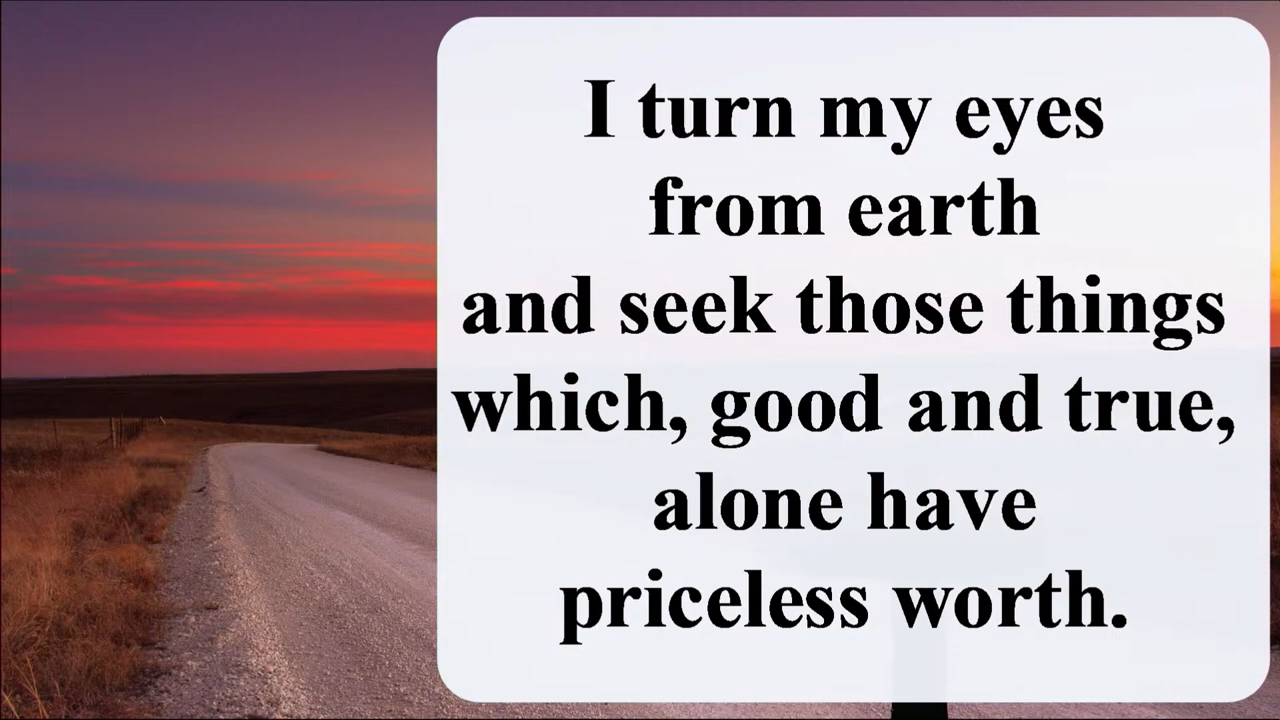 I turn my eyes
from earth
and seek those things
which, good and true,
alone have
priceless worth.